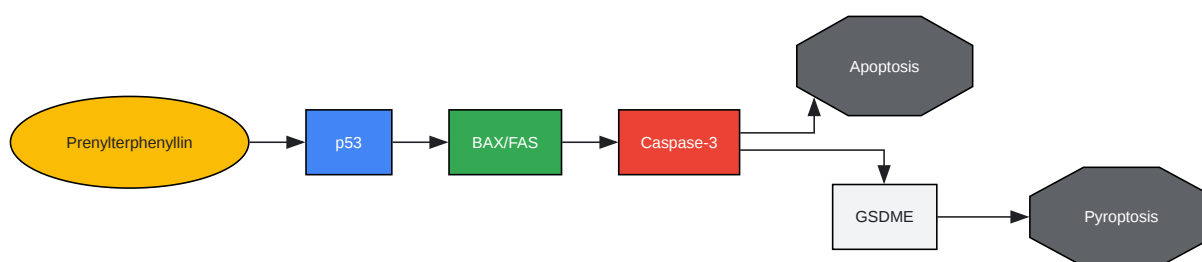 Prenylterphenyllin
p53
BAX/FAS
Caspase-3
Apoptosis
GSDME
Pyroptosis